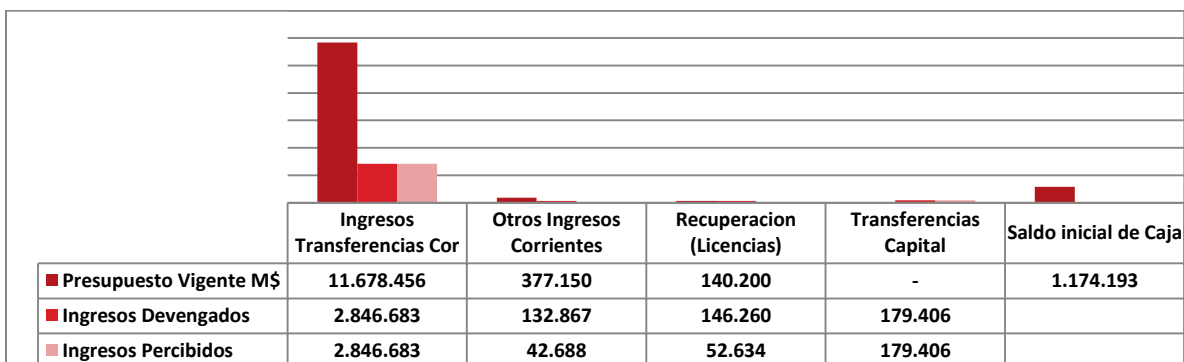 Ingresos Transferencias Cor
Otros Ingresos Corrientes
Recuperacion (Licencias)
Transferencias Capital
Saldo inicial de Caja
Presupuesto Vigente M$ 11.678.456 377.150 140.200 - 1.174.193
Ingresos Devengados 2.846.683 132.867 146.260 179.406
Ingresos Percibidos 2.846.683 42.688 52.634 179.406